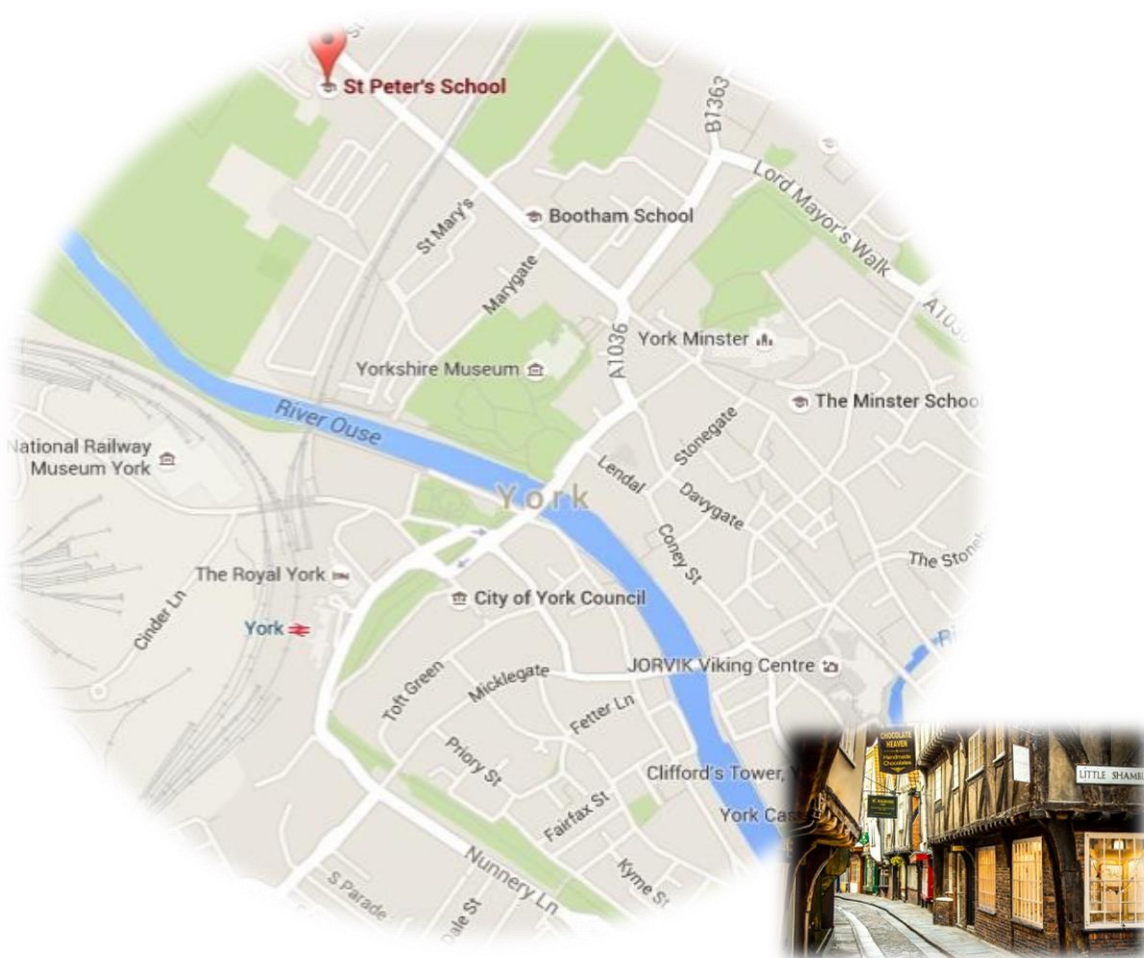 St Peter's School
B1363
Lord Mayor's Walk
Bootham School
St Mary's
Marygate
A1036
York Minster
Yorkshire Museum
The Minster School
River Ouse
Stonegate
National Railway
Museum York
Lendal
York
Davygate
Coney St
The Royal York
City of York Council
Cinder Ln
York
JORVIK Viking Centre
Toft Green
Micklegate
Fetter Ln
Priory St
Clifford's Tower,
Fairfax St
York
Kyme St
Nunnery Ln
S Parade
Dale St
CHOCOLATE
HEAVEN
Handmade
Chocolates
LITTLE